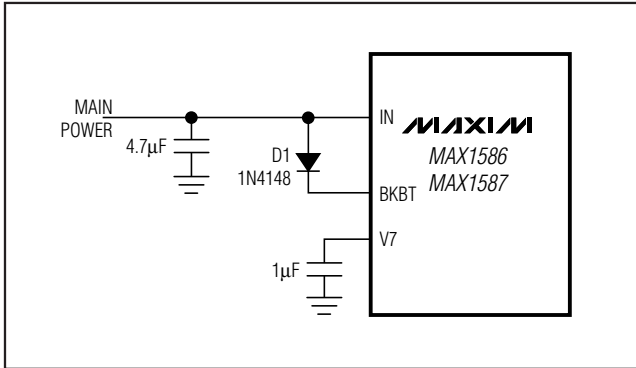 MAIN
POWER
4.7μF
D1
1N4148
IN
MAXIM
MAX1586
MAX1587
BKBT
V7
1μF